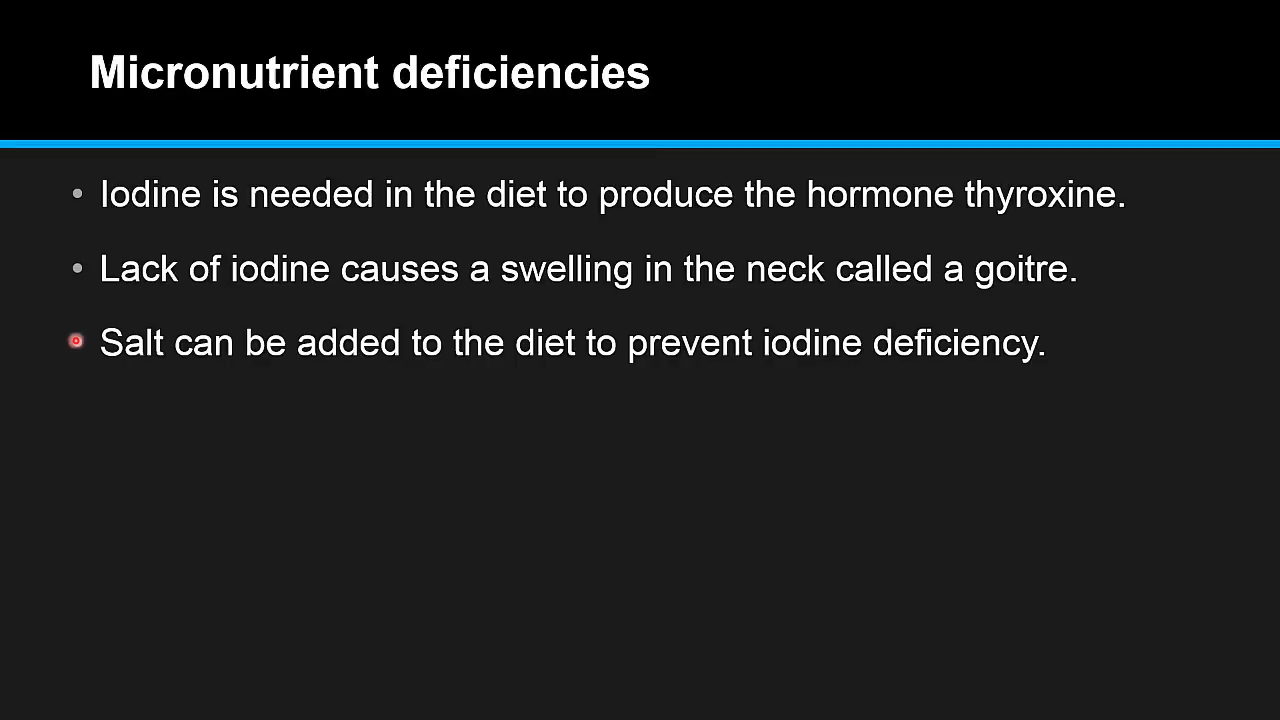 Micronutrient deficiencies
• Iodine is needed in the diet to produce the hormone thyroxine.
• Lack of iodine causes a swelling in the neck called a goitre.
• Salt can be added to the diet to prevent iodine deficiency.